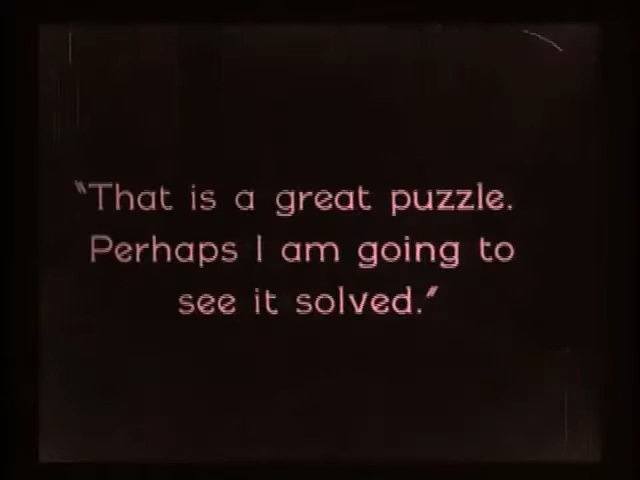 "That is a great puzzle.
Perhaps I am going to
see it solved."